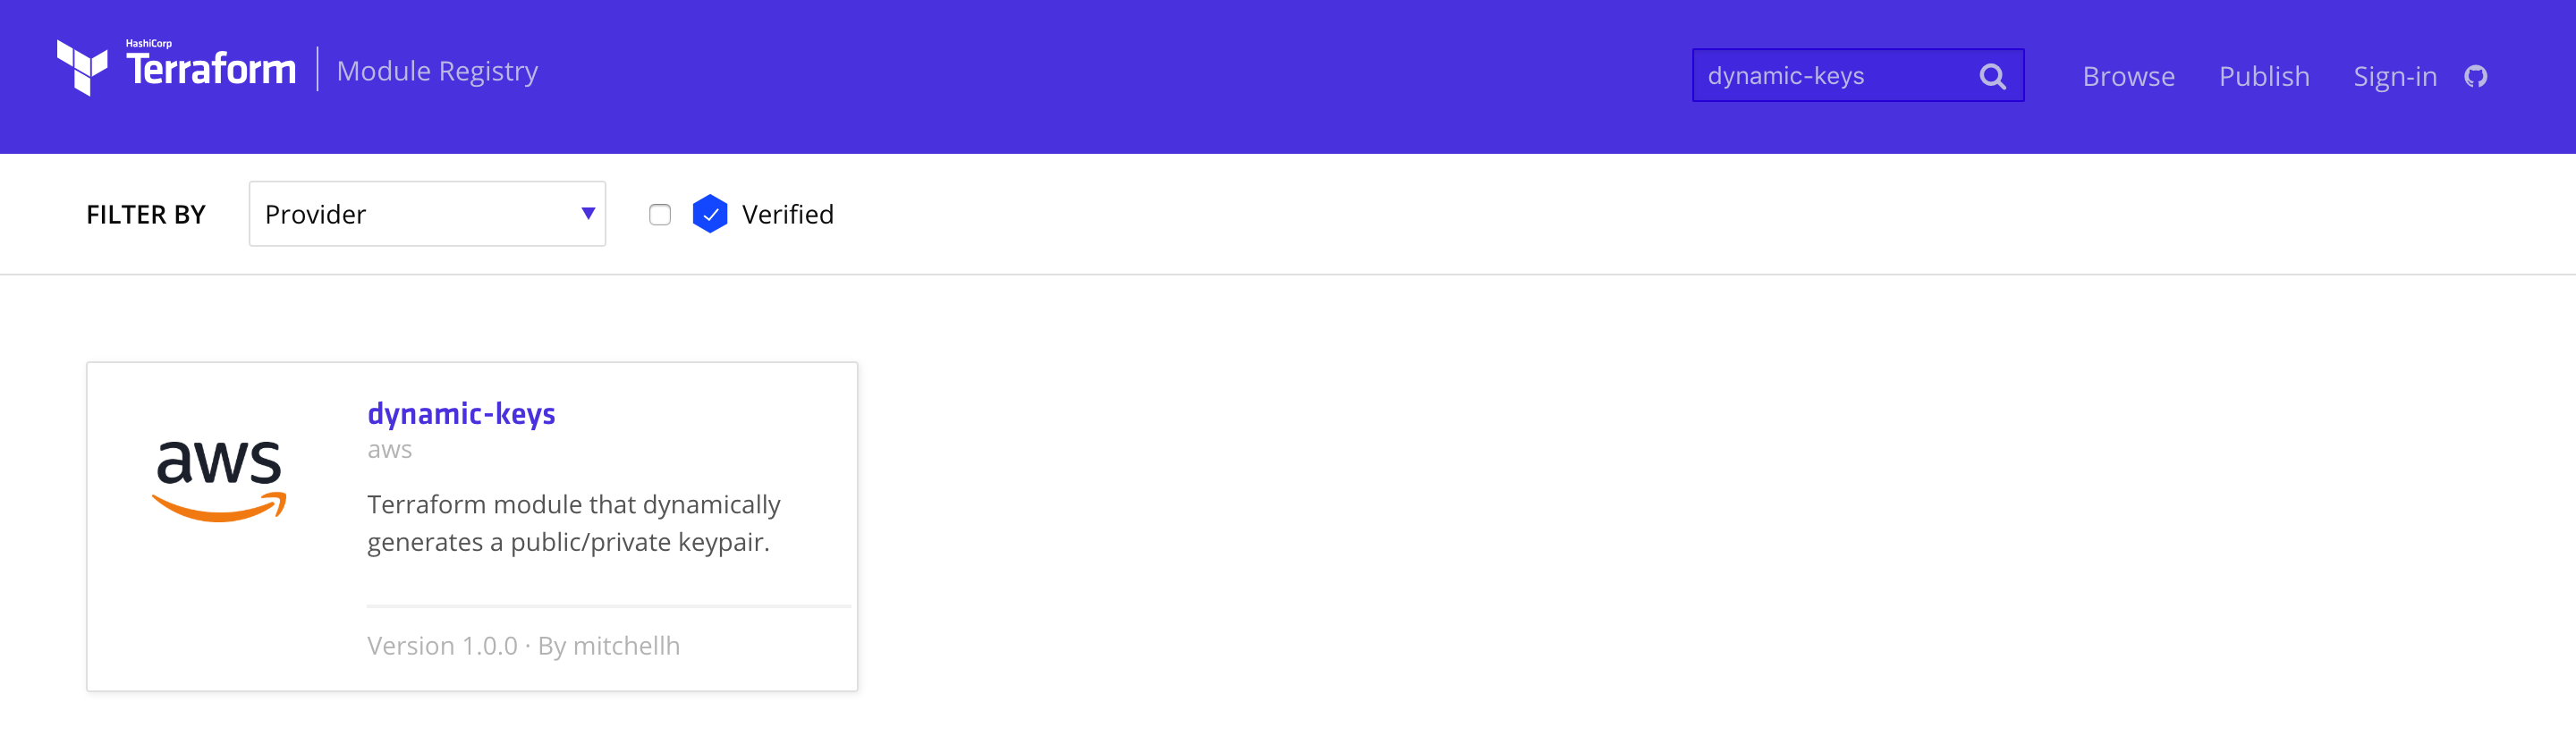 HashiCorp
Terraform
Module Registry
dynamic-keys
Browse
Publish
Sign-in
FILTER BY
Provider
Verified
aws
dynamic-keys
aws
Terraform module that dynamically
generates a public/private keypair.
Version 1.0.0 · By mitchellh